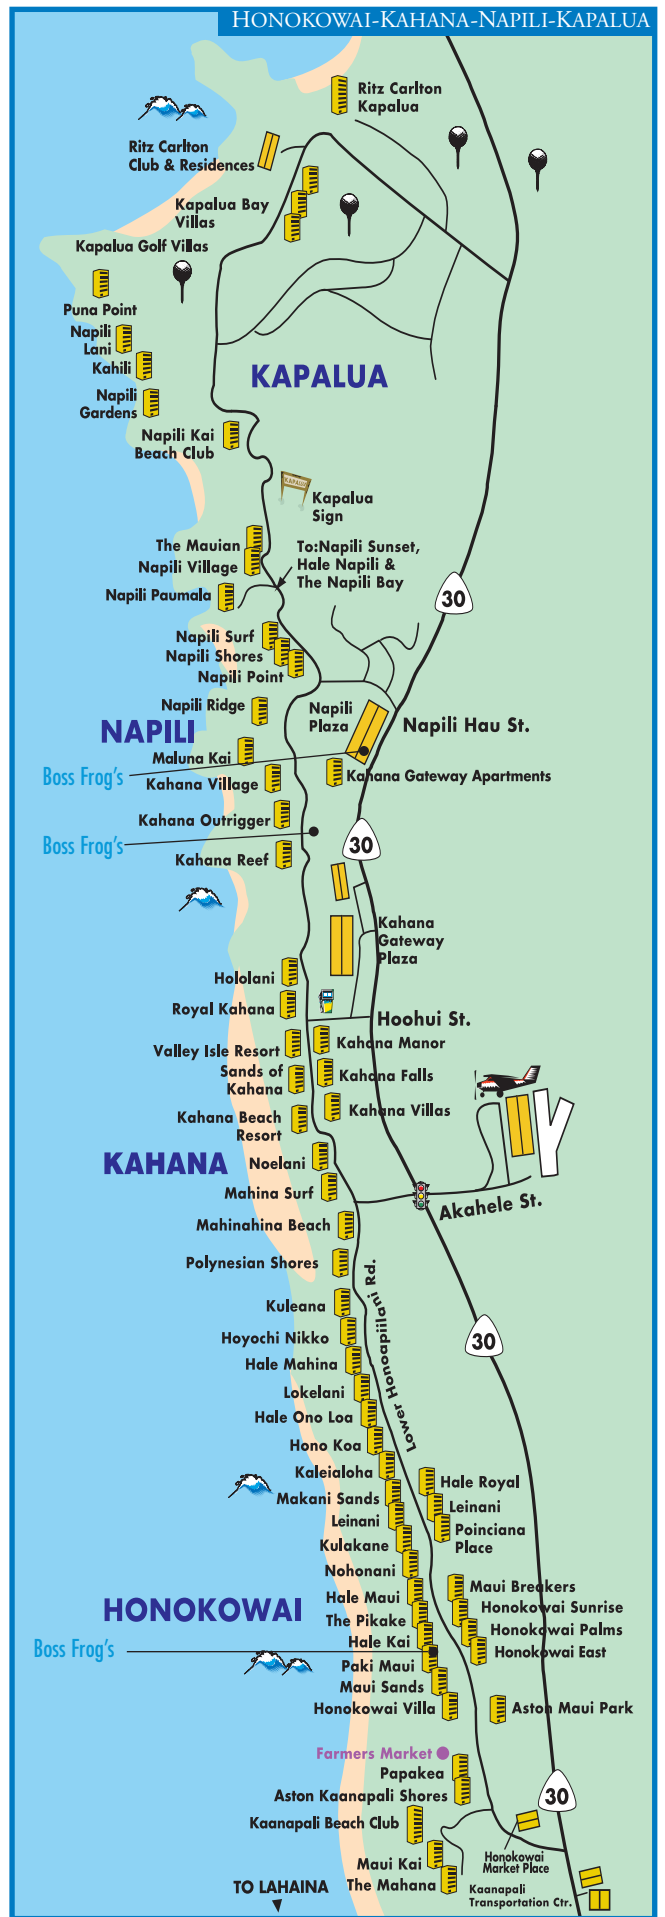 HONOKOWAI-KAHANA-NAPILI-KAPALUA
Ritz Carlton
Kapalua
Ritz Carlton
Club & Residences
Kapalua Bay
Villas
Kapalua Golf Villas
Puna Point
Napili
Lani
Kahili
Napili
Gardens
KAPALUA
Napili Kai
Beach Club
KAPALUA
Kapalua
Sign
The Mauian
Napili Village
To:Napili Sunset,
Hale Napili &
The Napili Bay
Napili Paumala
30
Napili Surf
Napili Shores
Napili Point
Napili Ridge
Napili
Plaza
Napili Hau St.
NAPILI
Maluna Kai
Boss Frog's
Kahana Village
Kahana Gateway Apartments
Kahana Outrigger
Boss Frog's
30
Kahana Reef
Kahana
Gateway
Plaza
Hololani
Royal Kahana
Hoohui St.
Valley Isle Resort
Kahana Manor
Sands of
Kahana
Kahana Falls
Kahana Beach
Resort
Kahana Villas
KAHANA
Noelani
Mahina Surf
Akahele St.
Mahinahina Beach
Polynesian Shores
Lower Honoapiilani Rd.
Kuleana
Hoyochi Nikko
30
Hale Mahina
Lokelani
Hale Ono Loa
Hono Koa
Kaleialoha
Hale Royal
Makani Sands
Leinani
Leinani
Poinciana
Place
Kulakane
Nohonani
Maui Breakers
Hale Maui
Honokowai Sunrise
HONOKOWAI
The Pikake
Honokowai Palms
Hale Kai
Boss Frog's
Honokowai East
Paki Maui
Maui Sands
Honokowai Villa
Aston Maui Park
Farmers Market
Papakea
Aston Kaanapali Shores
30
Kaanapali Beach Club
Honokowai
Market Place
Maui Kai
The Mahana
Kaanapali
Transportation Ctr.
TO LAHAINA